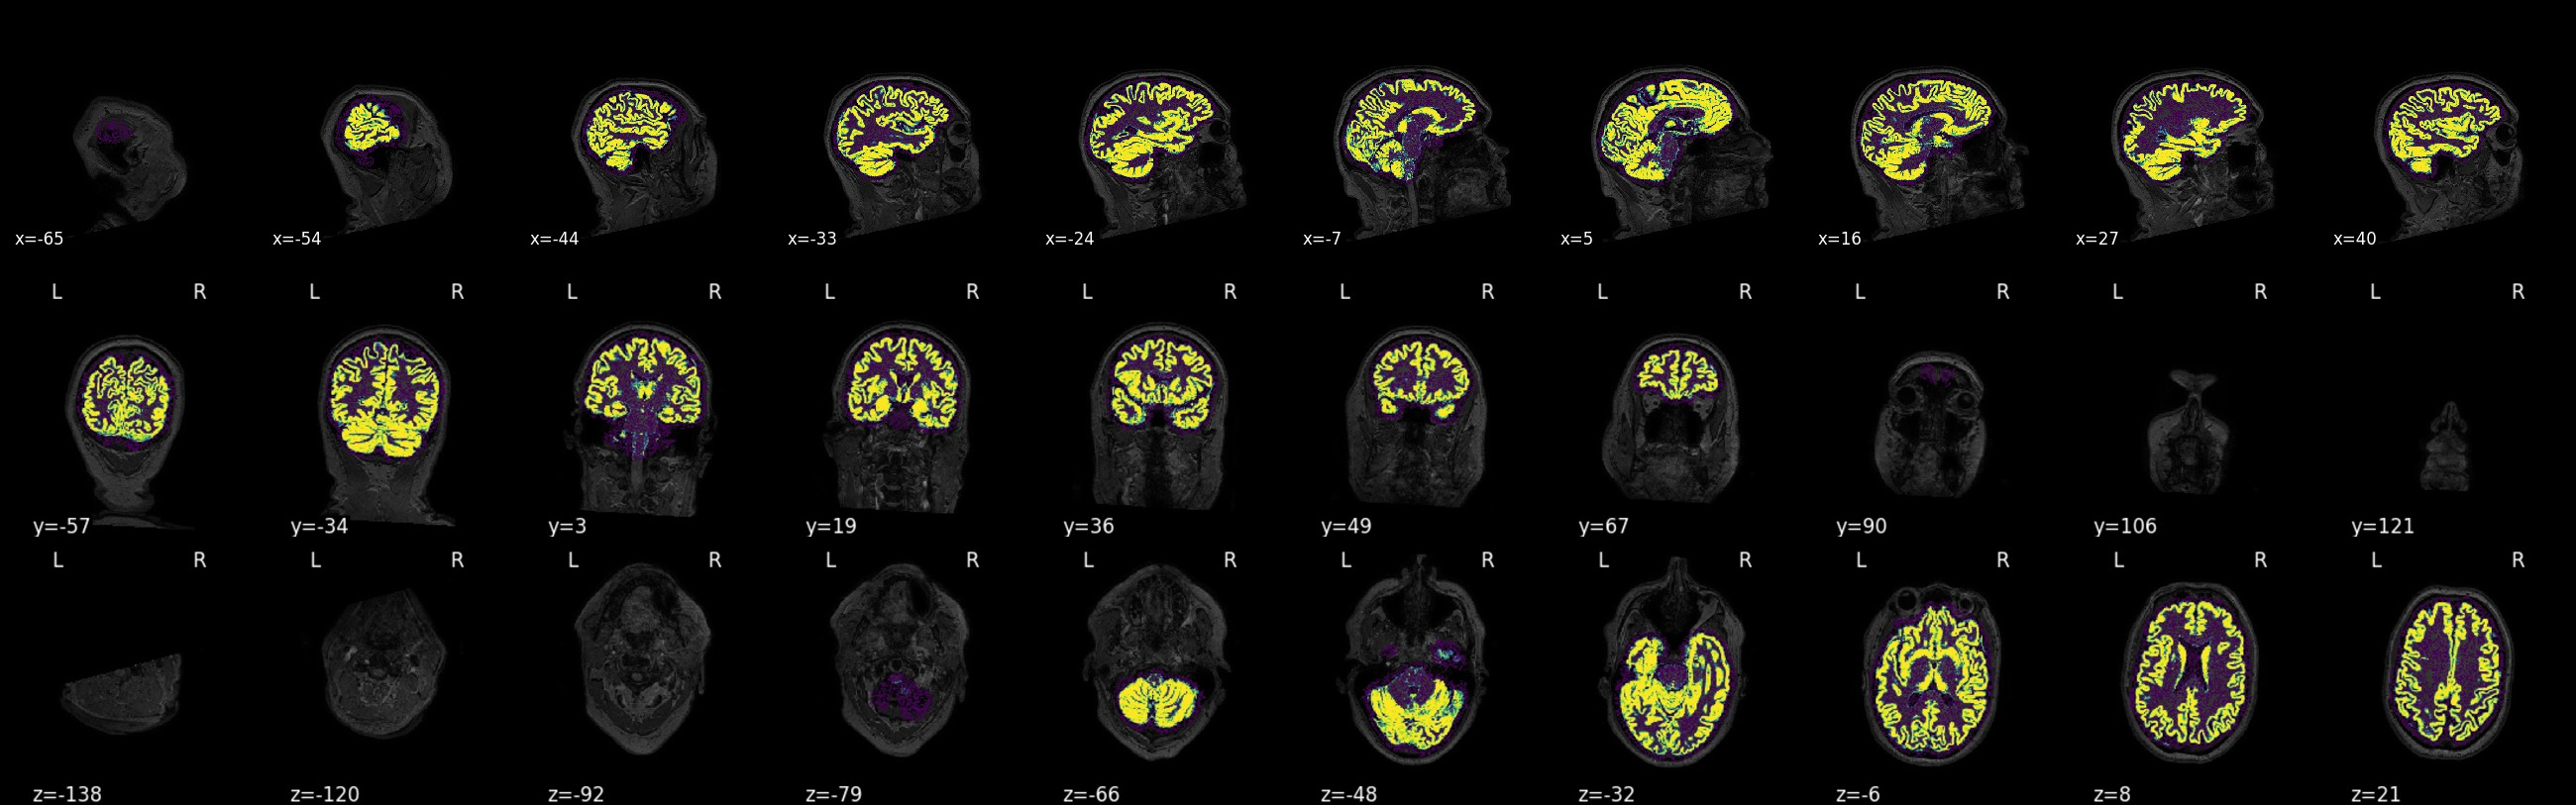 x=-65 x=-54 x=-44 x=-33 x=-24 x=-7 x=5 x=16 x=27 x=40
L R L R L R L R L R L R L R L R L R L R
y=-57 y=-34 y=3 y=19 y=36 y=49 y=67 y=90 y=106 y=121
L R L R L R L R L R L R L R L R L R L R
z=-138 z=-120 z=-92 z=-79 z=-66 z=-48 z=-32 z=-6 z=8 z=21